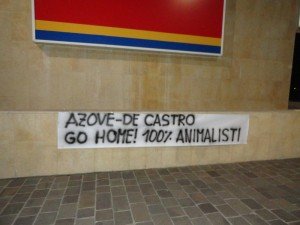 AZOVE-DE CASTRO
GO HOME! 100% ANIMALISTI